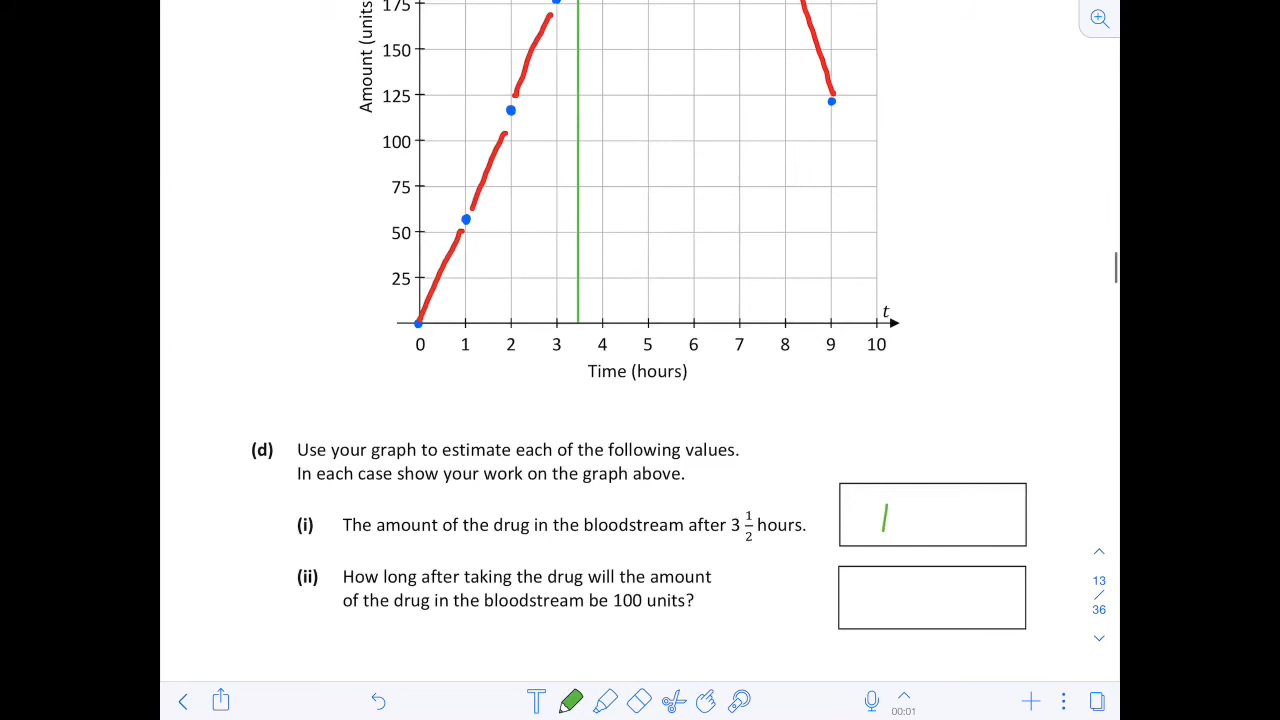 175
Amount (units
150
125
100
75
50
25
t
0 1 2 3 4 5 6 7 8 9 10
Time (hours)
(d) Use your graph to estimate each of the following values.
In each case show your work on the graph above.
(i) The amount of the drug in the bloodstream after 3 1/2 hours.
(ii) How long after taking the drug will the amount
of the drug in the bloodstream be 100 units?
13
/
36
T
00:01